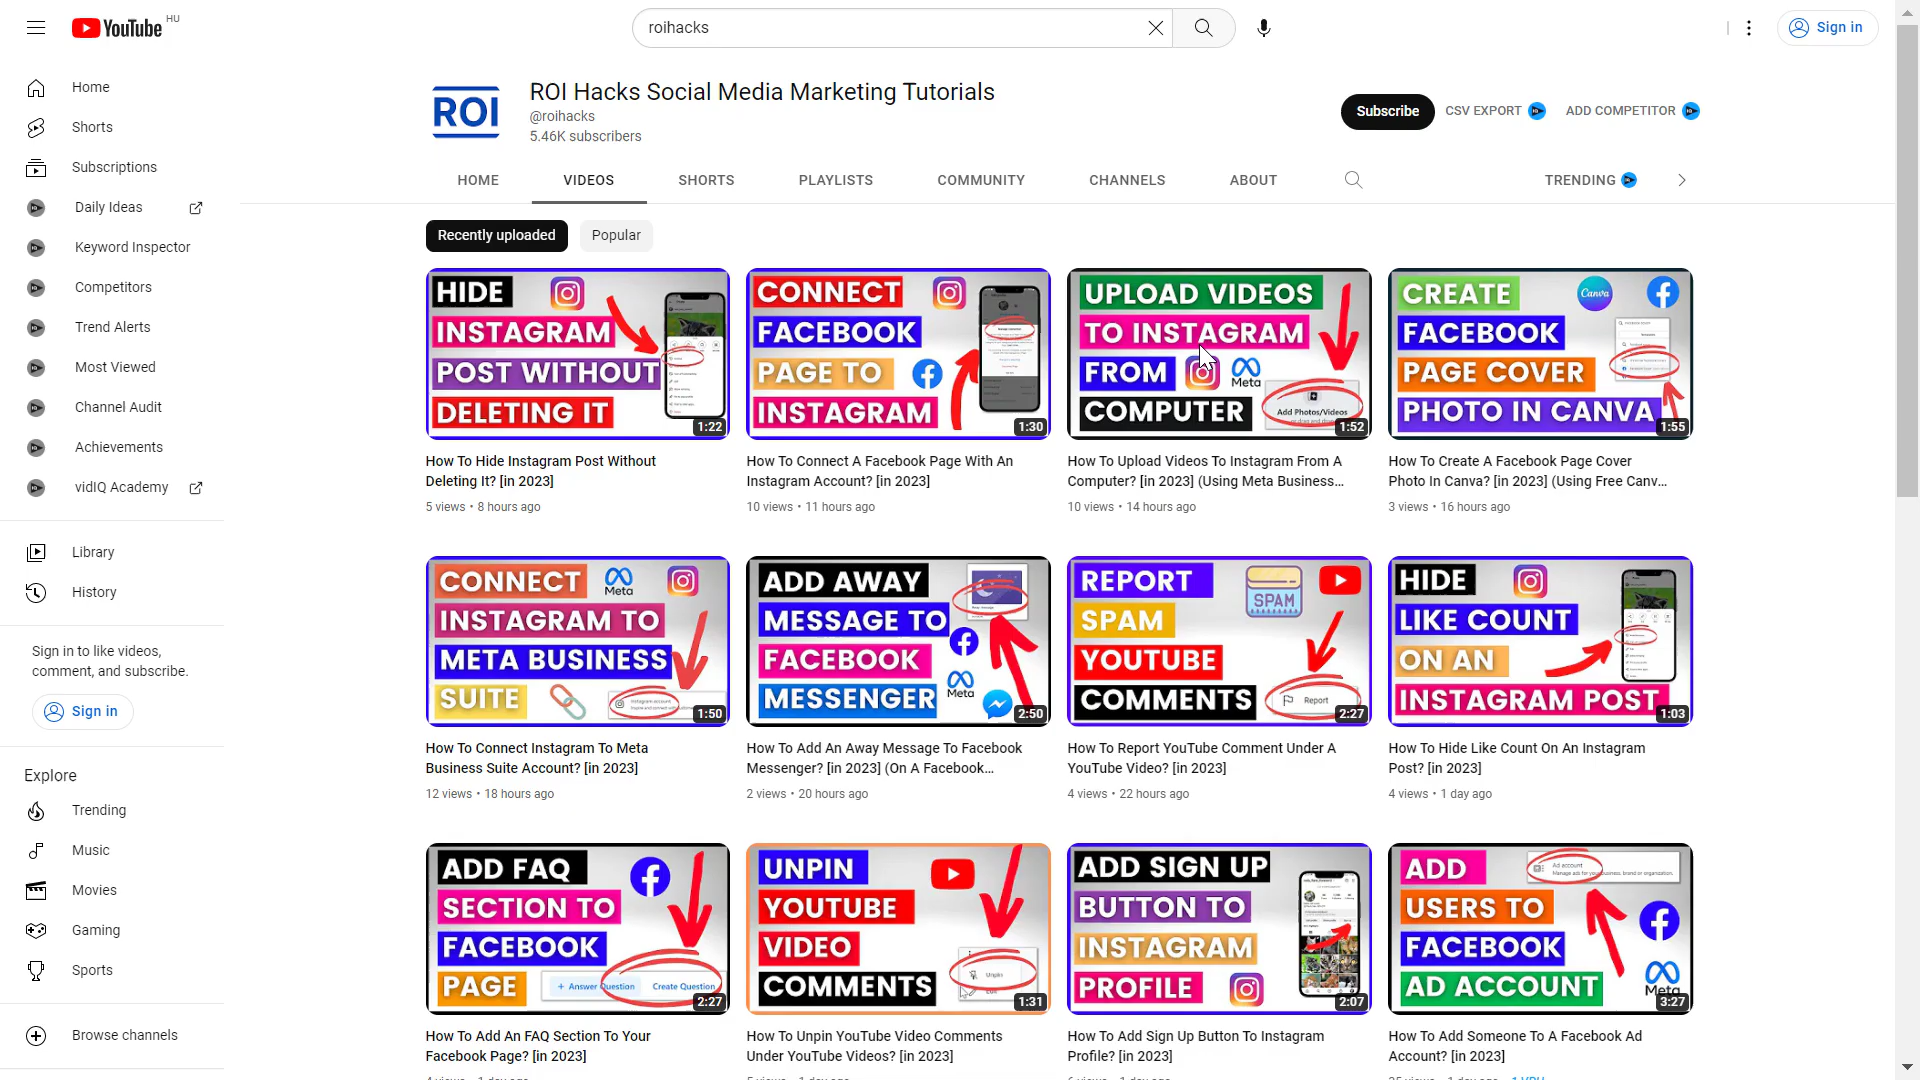 YouTube HU
roihacks
Sign in
Home
Shorts
Subscriptions
Daily Ideas
Keyword Inspector
Competitors
Trend Alerts
Most Viewed
Channel Audit
Achievements
vidIQ Academy
Library
History
Sign in to like videos,
comment, and subscribe.
Sign in
Explore
Trending
Music
Movies
Gaming
Sports
Browse channels
ROI
ROI Hacks Social Media Marketing Tutorials
@roihacks
5.46K subscribers
Subscribe
CSV EXPORT
ADD COMPETITOR
HOME
VIDEOS
SHORTS
PLAYLISTS
COMMUNITY
CHANNELS
ABOUT
TRENDING
Recently uploaded
Popular
HIDE
INSTAGRAM
POST WITHOUT
DELETING IT
1:22
How To Hide Instagram Post Without
Deleting It? [in 2023]
5 views • 8 hours ago
CONNECT
FACEBOOK
PAGE TO
INSTAGRAM
1:30
How To Connect A Facebook Page With An
Instagram Account? [in 2023]
10 views • 11 hours ago
UPLOAD VIDEOS
TO INSTAGRAM
FROM
Meta
COMPUTER
Add Photos/Videos
1:52
How To Upload Videos To Instagram From A
Computer? [in 2023] (Using Meta Business...
10 views • 14 hours ago
CREATE
Canva
FACEBOOK
PAGE COVER
PHOTO IN CANVA
1:55
How To Create A Facebook Page Cover
Photo In Canva? [in 2023] (Using Free Canv...
3 views • 16 hours ago
CONNECT
Meta
INSTAGRAM TO
META BUSINESS
SUITE
1:50
How To Connect Instagram To Meta
Business Suite Account? [in 2023]
12 views • 18 hours ago
ADD AWAY
MESSAGE TO
FACEBOOK
Meta
MESSENGER
2:50
How To Add An Away Message To Facebook
Messenger? [in 2023] (On A Facebook...
2 views • 20 hours ago
REPORT
SPAM
SPAM
YOUTUBE
COMMENTS
Report
2:27
How To Report YouTube Comment Under A
YouTube Video? [in 2023]
4 views • 22 hours ago
HIDE
LIKE COUNT
ON AN
INSTAGRAM POST
1:03
How To Hide Like Count On An Instagram
Post? [in 2023]
4 views • 1 day ago
ADD FAQ
SECTION TO
FACEBOOK
PAGE
+ Answer Question
Create Question
2:27
How To Add An FAQ Section To Your
Facebook Page? [in 2023]
UNPIN
YOUTUBE
VIDEO
COMMENTS
Unpin
1:31
How To Unpin YouTube Video Comments
Under YouTube Videos? [in 2023]
ADD SIGN UP
BUTTON TO
INSTAGRAM
PROFILE
2:07
How To Add Sign Up Button To Instagram
Profile? [in 2023]
ADD
Ad account
Manage ads for your business, brand or organization.
USERS TO
FACEBOOK
AD ACCOUNT
Meta
3:27
How To Add Someone To A Facebook Ad
Account? [in 2023]